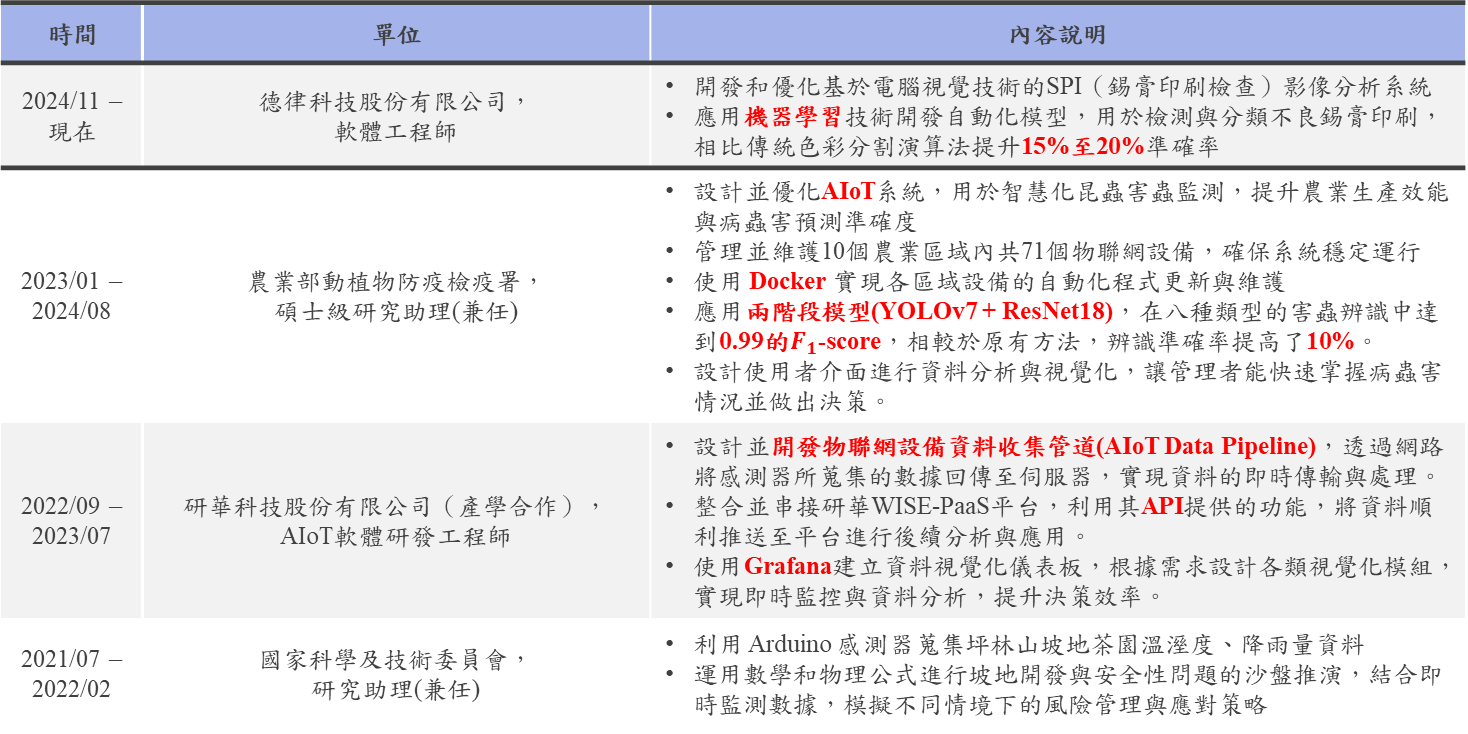 時間 單位 內容說明
2024/11 –
現在
德律科技股份有限公司，
軟體工程師
• 開發和優化基於電腦視覺技術的SPI（錫膏印刷檢查）影像分析系統
• 應用機器學習技術開發自動化模型，用於檢測與分類不良錫膏印刷，
相比傳統色彩分割演算法提升15%至20%準確率
2023/01 –
2024/08
農業部動植物防疫檢疫署，
碩士級研究助理(兼任)
• 設計並優化AIoT系統，用於智慧化昆蟲害蟲監測，提升農業生產效能
與病蟲害預測準確度
• 管理並維護10個農業區域內共71個物聯網設備，確保系統穩定運行
• 使用 Docker 實現各區域設備的自動化程式更新與維護
• 應用兩階段模型(YOLOv7 + ResNet18)，在八種類型的害蟲辨識中達
到0.99的F₁-score，相較於原有方法，辨識準確率提高了10%。
• 設計使用者介面進行資料分析與視覺化，讓管理者能快速掌握病蟲害
情況並做出決策。
2022/09 –
2023/07
研華科技股份有限公司（產學合作），
AIoT軟體研發工程師
• 設計並開發物聯網設備資料收集管道(AIoT Data Pipeline)，透過網路
將感測器所蒐集的數據回傳至伺服器，實現資料的即時傳輸與處理。
• 整合並串接研華WISE-PaaS平台，利用其API提供的功能，將資料順
利推送至平台進行後續分析與應用。
• 使用Grafana建立資料視覺化儀表板，根據需求設計各類視覺化模組，
實現即時監控與資料分析，提升決策效率。
2021/07 –
2022/02
國家科學及技術委員會，
研究助理(兼任)
• 利用 Arduino 感測器蒐集坪林山坡地茶園溫溼度、降雨量資料
• 運用數學和物理公式進行坡地開發與安全性問題的沙盤推演，結合即
時監測數據，模擬不同情境下的風險管理與應對策略